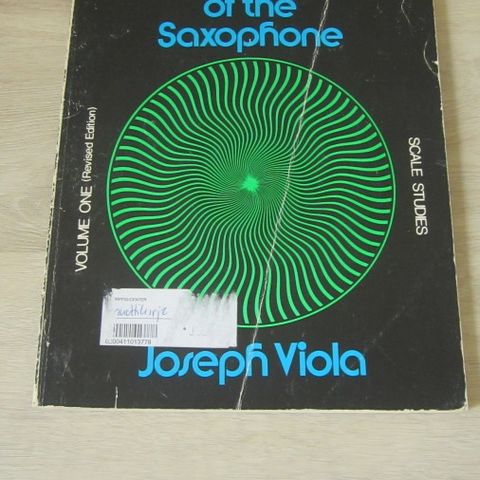 of the
Saxophone
VOLUME ONE (Revised Edition)
SCALE STUDIES
Joseph Viola